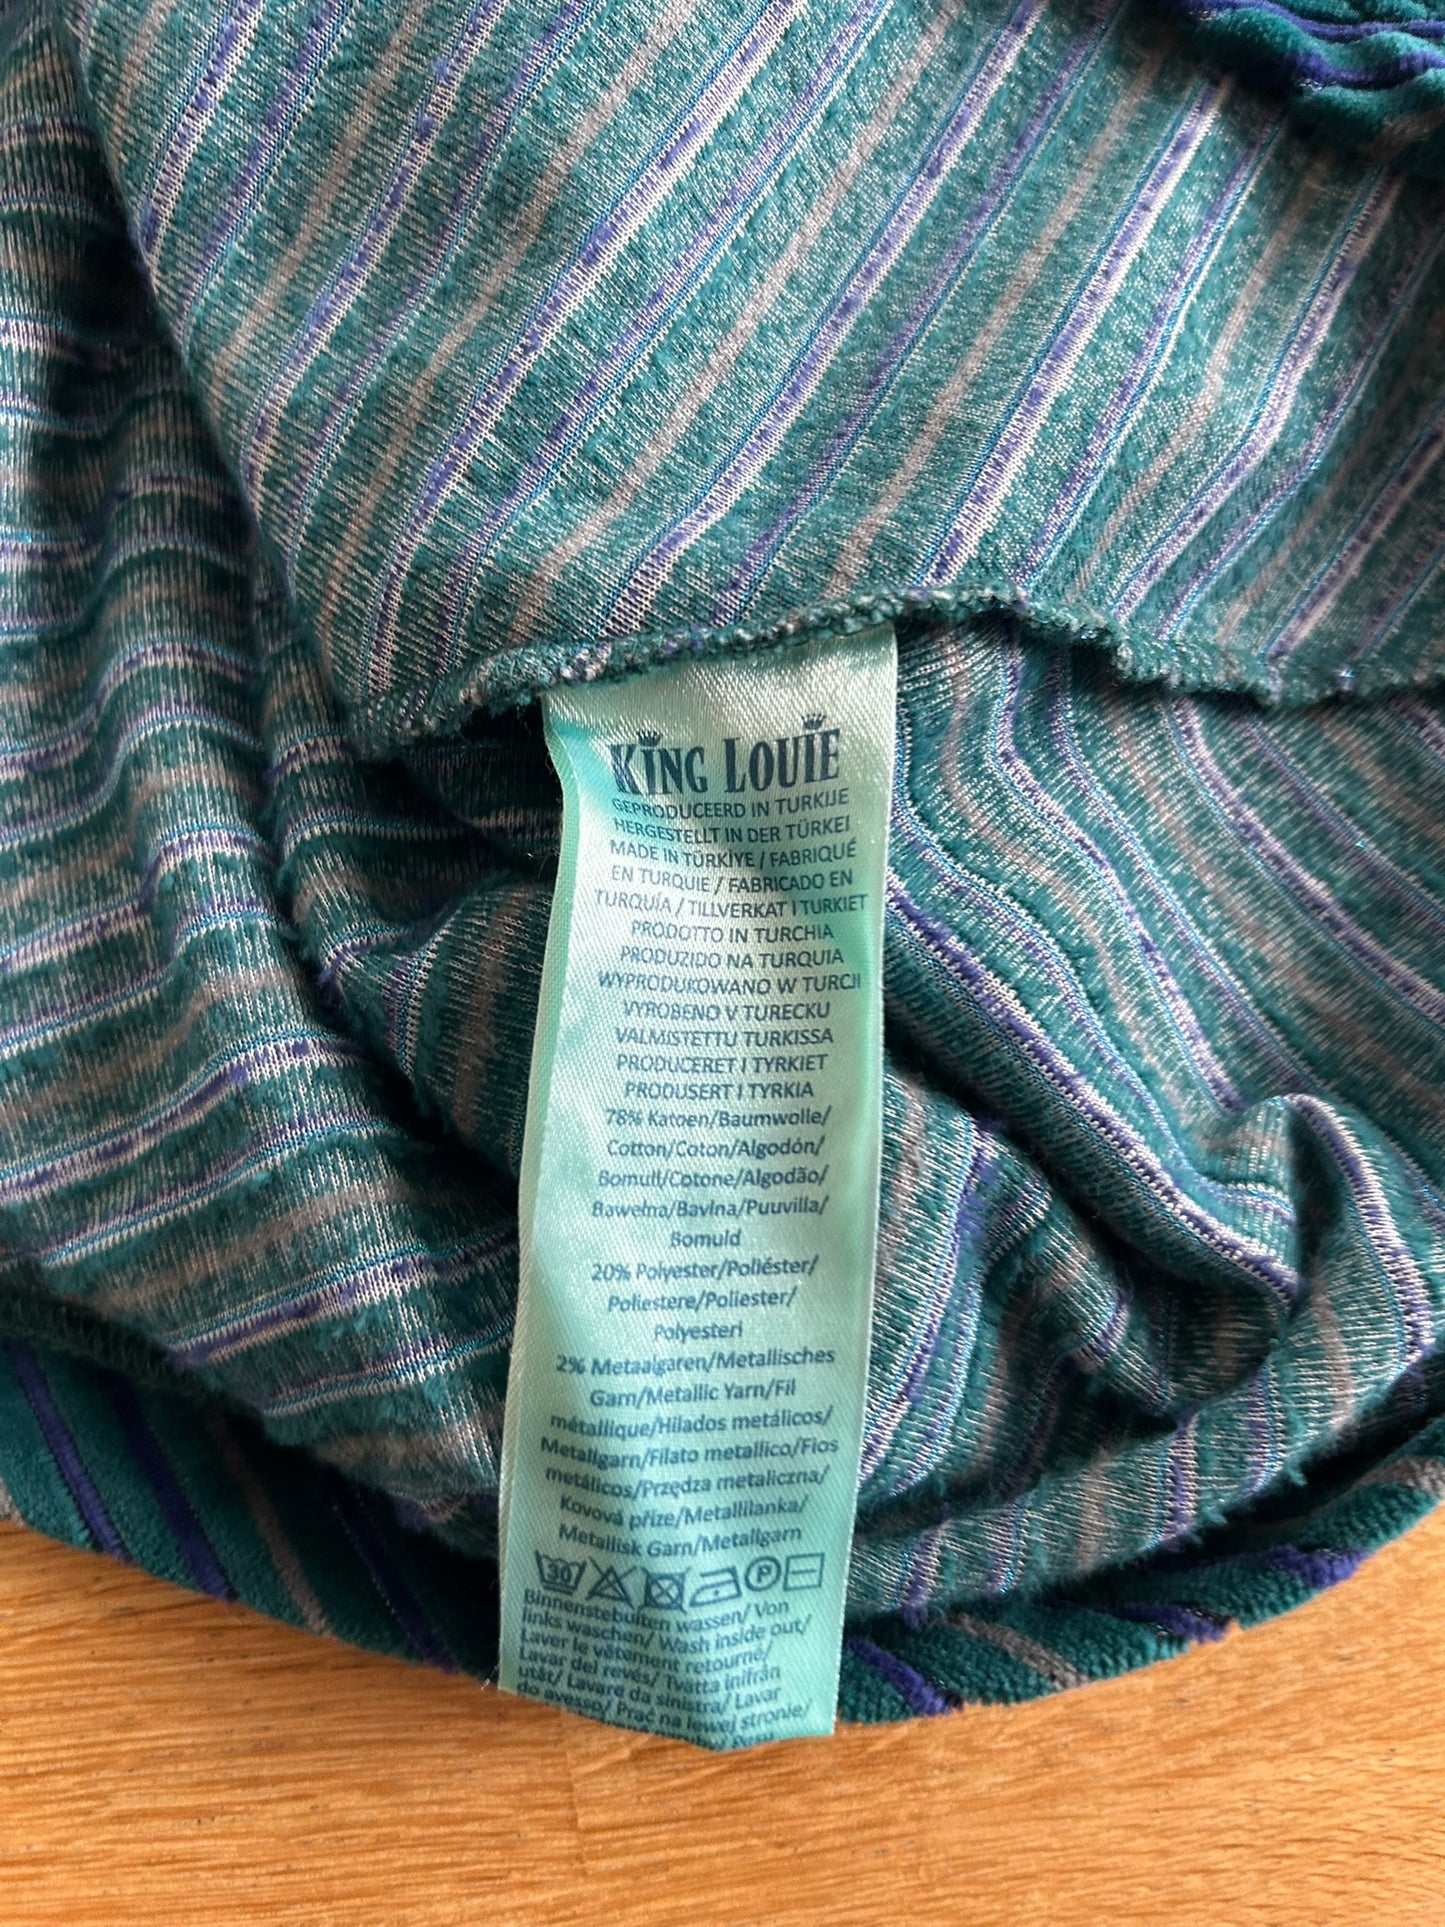 KING LOUIE
GEPRODUCEERD IN TURKIJE
HERGESTELLT IN DER TÜRKEI
MADE IN TÜRKİYE / FABRIQUÉ
EN TURQUIE / FABRICADO EN
TURQUÍA / TILLVERKAT I TURKIET
PRODOTTO IN TURCHIA
PRODUZIDO NA TURQUIA
WYPRODUKOWANO W TURCJI
VYROBENO V TURECKU
VALMISTETTU TURKISSA
PRODUCERET I TYRKIET
PRODUSERT I TYRKIA
78% Katoen/Baumwolle/
Cotton/Coton/Algodón/
Bomull/Cotone/Algodão/
Bawełna/Bavlna/Puuvilla/
Bomuld
20% Polyester/Poliéster/
Poliestere/Poliester/
Polyesteri
2% Metaalgaren/Metallisches
Garn/Metallic Yarn/Fil
métallique/Hilados metálicos/
Metallgarn/Filato metallico/Fios
metálicos/Przędza metaliczna/
Kovová příze/Metallilanka/
Metallisk Garn/Metallgarn
30 P
Binnenstebuiten wassen/ Von
links waschen/ Wash inside out/
Laver le vêtement retourné/
Lavar del revés/ Tvätta inifrån
utåt/ Lavare da sinistra/ Lavar
do avesso/ Prać na lewej stronie/